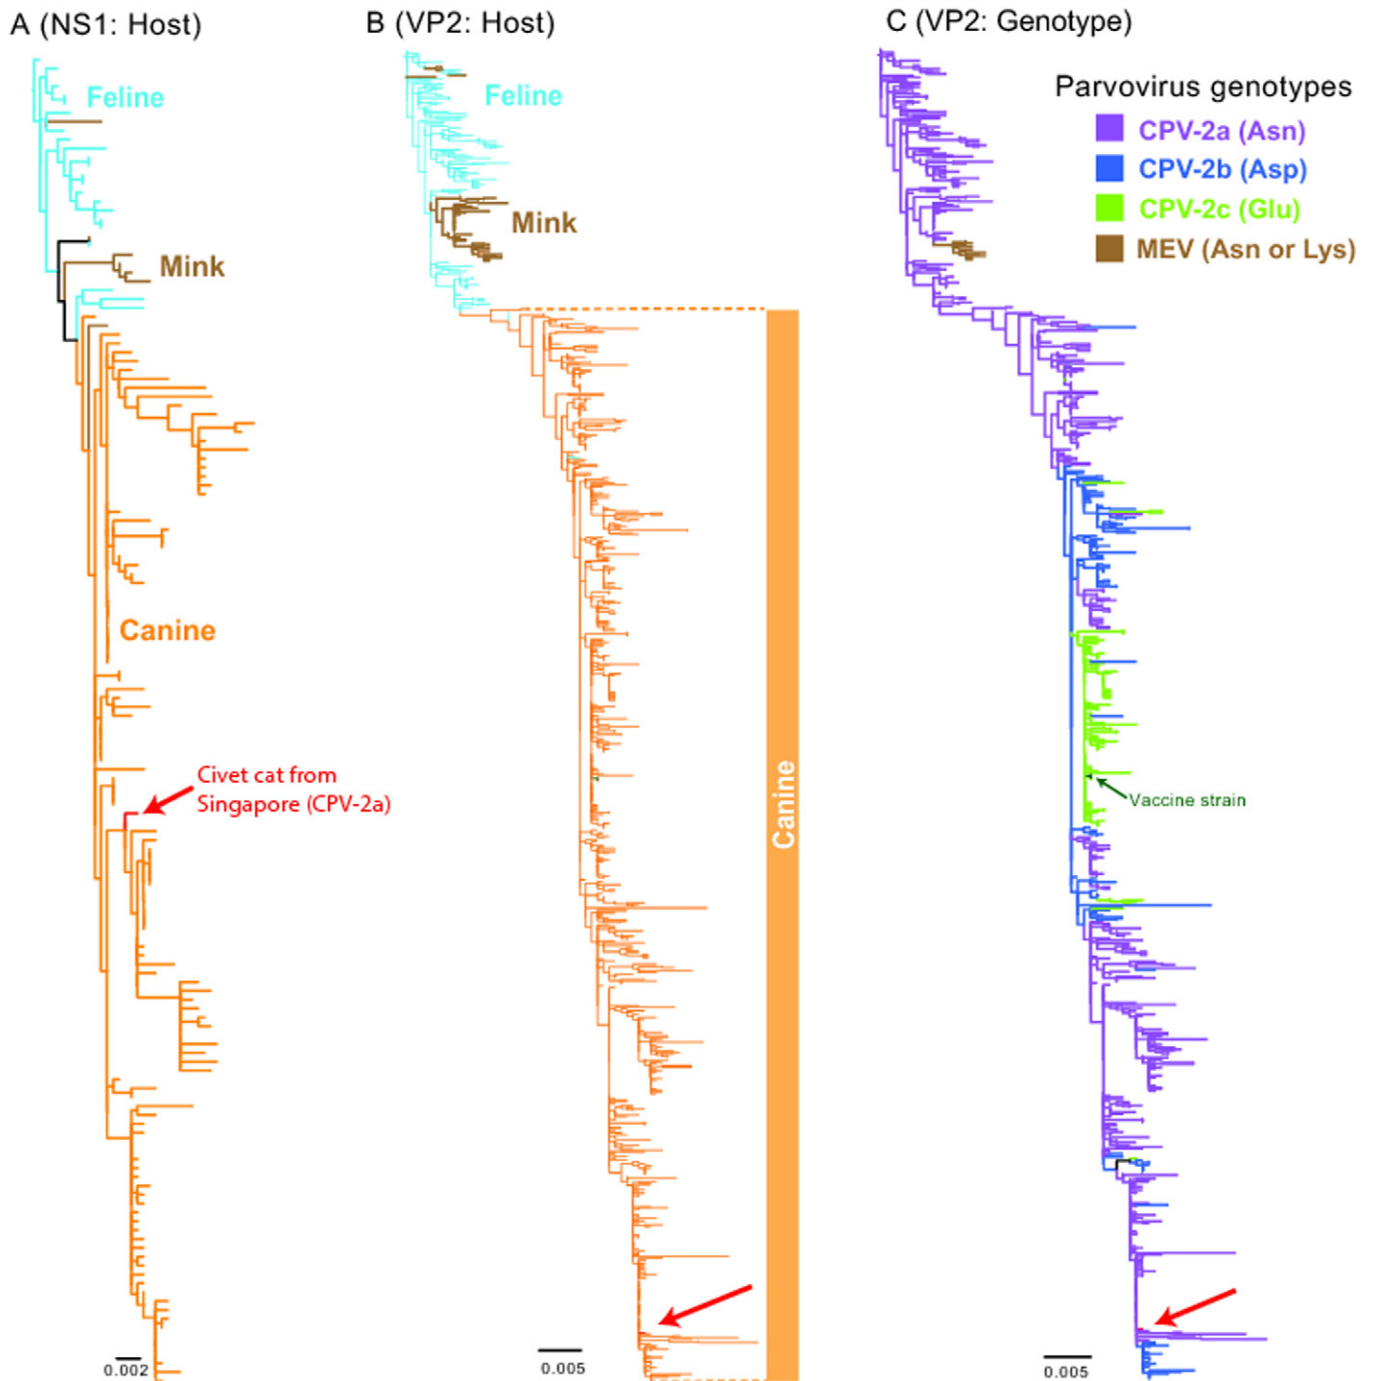 A (NS1: Host)
B (VP2: Host)
C (VP2: Genotype)
Feline
Mink
Canine
Civet cat from
Singapore (CPV-2a)
0.002
Feline
Mink
Canine
0.005
Parvovirus genotypes
CPV-2a (Asn)
CPV-2b (Asp)
CPV-2c (Glu)
MEV (Asn or Lys)
Vaccine strain
0.005